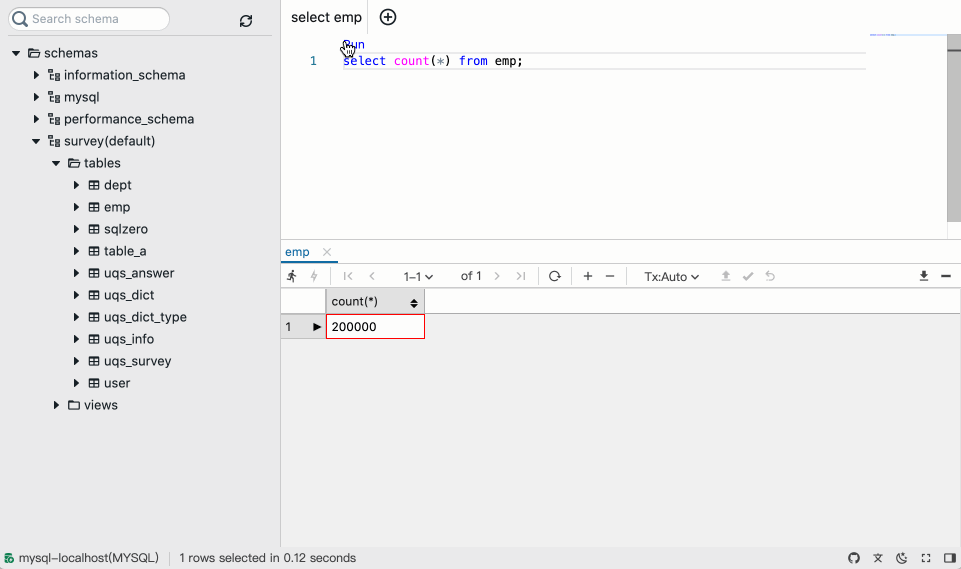 Search schema
schemas
information_schema
mysql
performance_schema
survey(default)
tables
dept
emp
sqlzero
table_a
uqs_answer
uqs_dict
uqs_dict_type
uqs_info
uqs_survey
user
views
select emp
Run
1 select count(*) from emp;
emp
1–1 of 1 Tx:Auto
count(*)
1 200000
mysql-localhost(MYSQL) 1 rows selected in 0.12 seconds